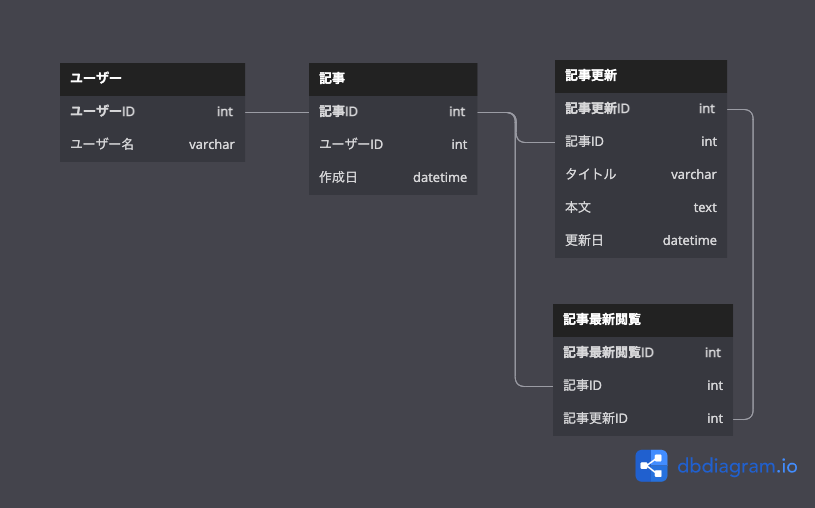 ユーザー
ユーザーID int
ユーザー名 varchar
記事
記事ID int
ユーザーID int
作成日 datetime
記事更新
記事更新ID int
記事ID int
タイトル varchar
本文 text
更新日 datetime
記事最新閲覧
記事最新閲覧ID int
記事ID int
記事更新ID int
dbdiagram.io